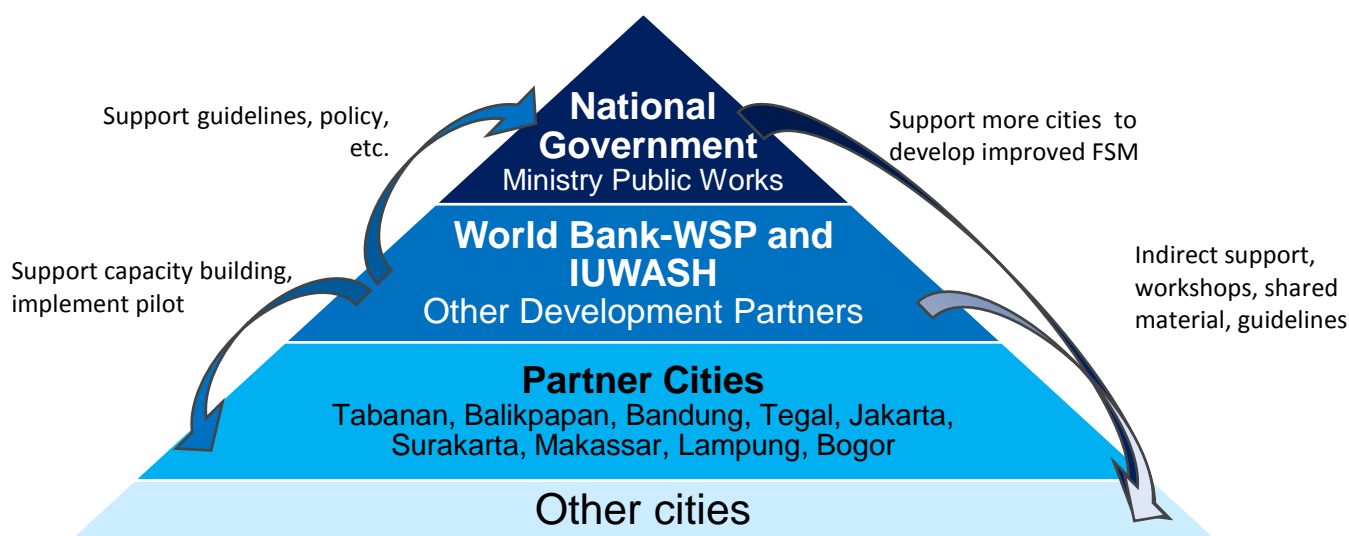 National
Government
Ministry Public Works
Support guidelines, policy,
etc.
Support more cities to
develop improved FSM
World Bank-WSP and
IUWASH
Other Development Partners
Support capacity building,
implement pilot
Indirect support,
workshops, shared
material, guidelines
Partner Cities
Tabanan, Balikpapan, Bandung, Tegal, Jakarta,
Surakarta, Makassar, Lampung, Bogor
Other cities